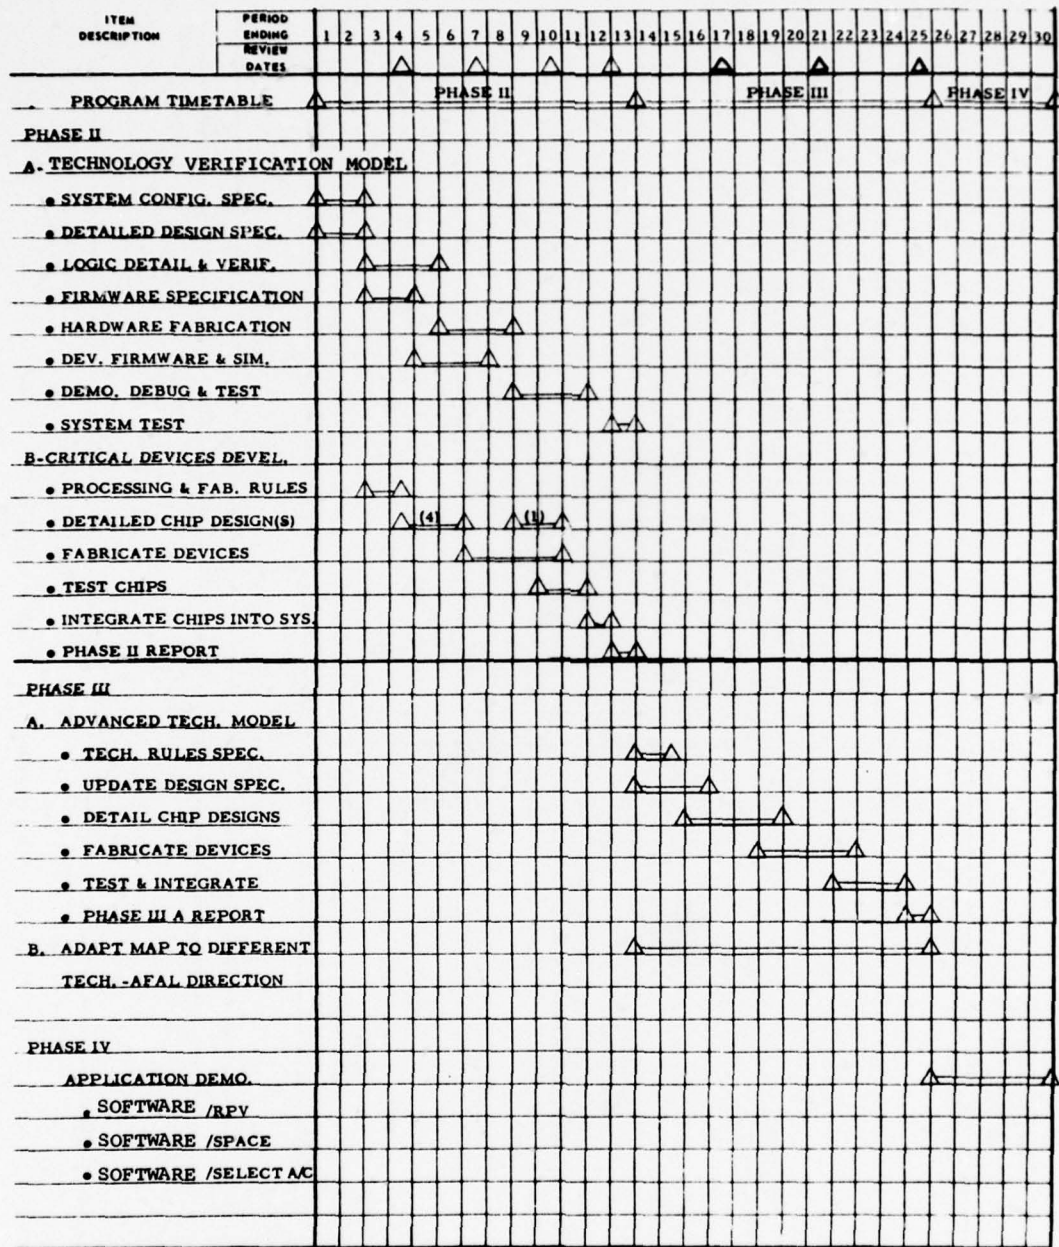 ITEM
DESCRIPTION
PERIOD
ENDING
1 2 3 4 5 6 7 8 9 10 11 12 13 14 15 16 17 18 19 20 21 22 23 24 25 26 27 28 29 30
REVIEW
DATES
. PROGRAM TIMETABLE PHASE II PHASE III PHASE IV
PHASE II
A. TECHNOLOGY VERIFICATION MODEL
• SYSTEM CONFIG. SPEC.
• DETAILED DESIGN SPEC.
• LOGIC DETAIL & VERIF.
• FIRMWARE SPECIFICATION
• HARDWARE FABRICATION
• DEV. FIRMWARE & SIM.
• DEMO. DEBUG & TEST
• SYSTEM TEST
B-CRITICAL DEVICES DEVEL.
• PROCESSING & FAB. RULES
• DETAILED CHIP DESIGN(S) (4) (1)
• FABRICATE DEVICES
• TEST CHIPS
• INTEGRATE CHIPS INTO SYS.
• PHASE II REPORT
PHASE III
A. ADVANCED TECH. MODEL
• TECH. RULES SPEC.
• UPDATE DESIGN SPEC.
• DETAIL CHIP DESIGNS
• FABRICATE DEVICES
• TEST & INTEGRATE
• PHASE III A REPORT
B. ADAPT MAP TO DIFFERENT
TECH. -AFAL DIRECTION
PHASE IV
APPLICATION DEMO.
• SOFTWARE /RPV
• SOFTWARE /SPACE
• SOFTWARE /SELECT A/C